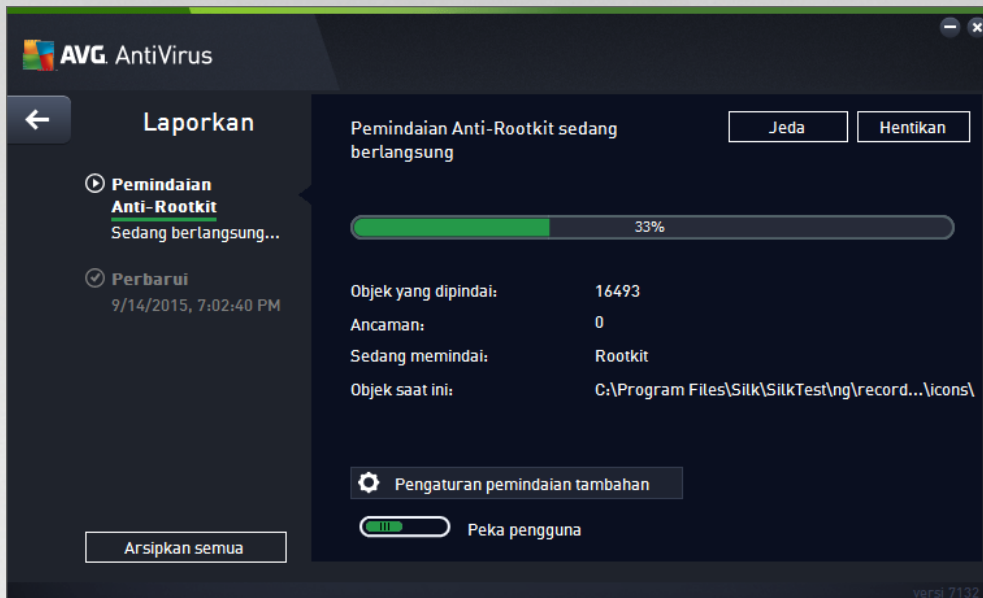 AVG. AntiVirus
Laporkan
Pemindaian
Anti-Rootkit
Sedang berlangsung...
Perbarui
9/14/2015, 7:02:40 PM
Arsipkan semua
Pemindaian Anti-Rootkit sedang
berlangsung
Jeda
Hentikan
33%
Objek yang dipindai: 16493
Ancaman: 0
Sedang memindai: Rootkit
Objek saat ini: C:\Program Files\Silk\SilkTest\ng\record...\icons\
Pengaturan pemindaian tambahan
Peka pengguna
versi 7132